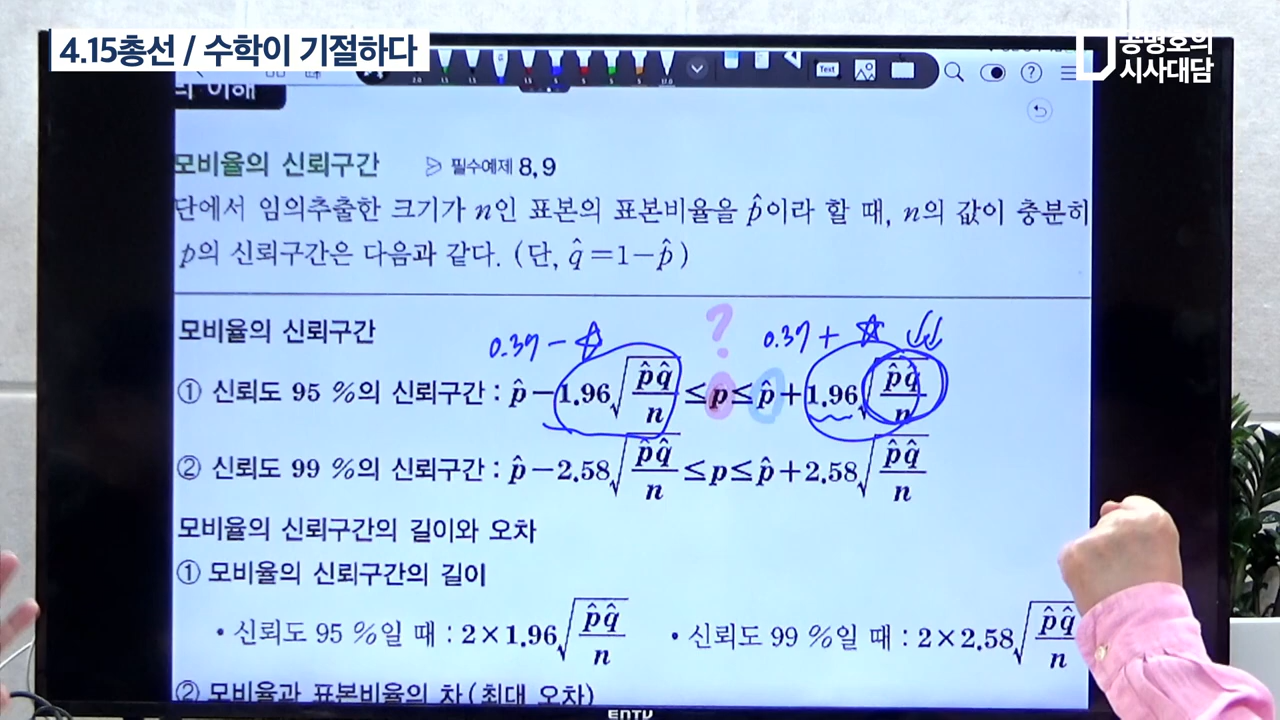 4.15총선 / 수학이 기절하다
공병호의
시사대담
Text
의 이해
모비율의 신뢰구간 필수예제 8, 9
단에서 임의추출한 크기가 n인 표본의 표본비율을 p̂이라 할 때, n의 값이 충분히
p의 신뢰구간은 다음과 같다. (단, q̂=1-p̂)
모비율의 신뢰구간
0.39 - ☆ ? 0.39 + ☆
① 신뢰도 95 %의 신뢰구간 : p̂-1.96√(p̂q̂/n) ≤p≤ p̂+1.96√(p̂q̂/n)
② 신뢰도 99 %의 신뢰구간 : p̂-2.58√(p̂q̂/n) ≤p≤ p̂+2.58√(p̂q̂/n)
모비율의 신뢰구간의 길이와 오차
① 모비율의 신뢰구간의 길이
• 신뢰도 95 %일 때 : 2×1.96√(p̂q̂/n) • 신뢰도 99 %일 때 : 2×2.58√(p̂q̂/n)
② 모비율과 표본비율의 차(최대 오차)